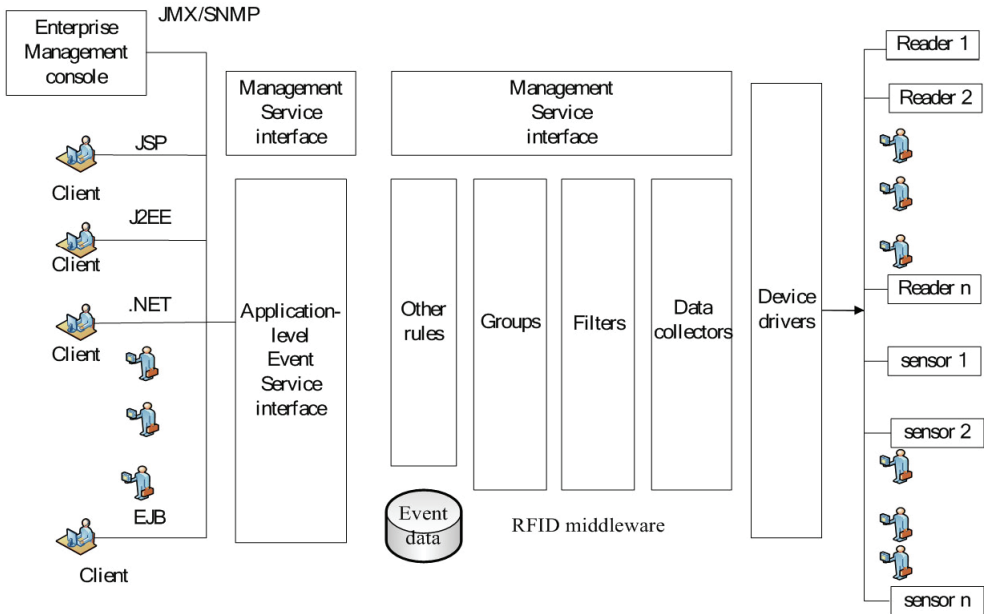 JMX/SNMP
Enterprise
Management
console
Management
Service
interface
Management
Service
interface
Reader 1
Reader 2
JSP
Client
J2EE
Client
.NET
Client
Application-
level
Event
Service
interface
Other
rules
Groups
Filters
Data
collectors
Device
drivers
Reader n
sensor 1
sensor 2
EJB
Client
Event
data
RFID middleware
sensor n